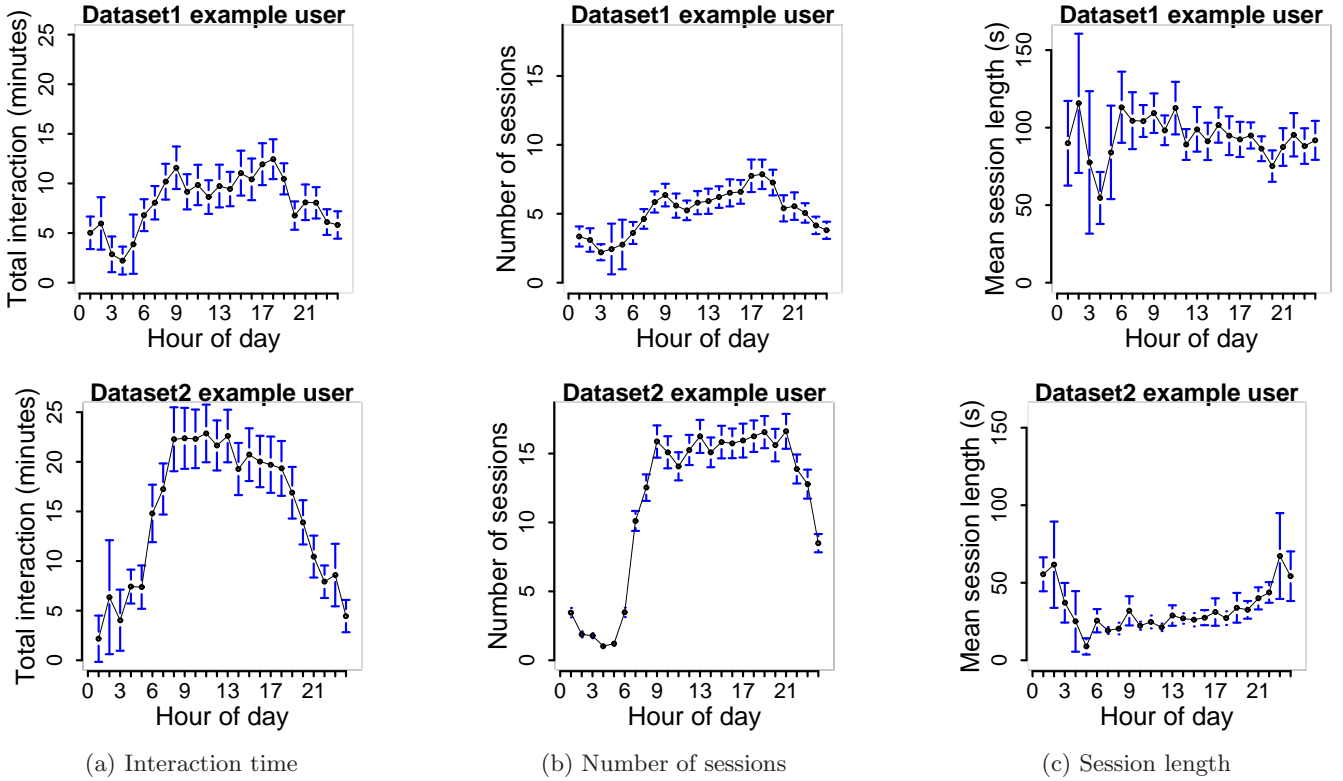 Dataset1 example user
Total interaction (minutes)
0 5 10 15 20 25
0 3 6 9 13 17 21
Hour of day
Dataset1 example user
Number of sessions
0 5 10 15
0 3 6 9 13 17 21
Hour of day
Dataset1 example user
Mean session length (s)
0 50 100 150
0 3 6 9 13 17 21
Hour of day
Dataset2 example user
Total interaction (minutes)
0 5 10 15 20 25
0 3 6 9 13 17 21
Hour of day
Dataset2 example user
Number of sessions
0 5 10 15
0 3 6 9 13 17 21
Hour of day
Dataset2 example user
Mean session length (s)
0 50 100 150
0 3 6 9 13 17 21
Hour of day
(a) Interaction time
(b) Number of sessions
(c) Session length